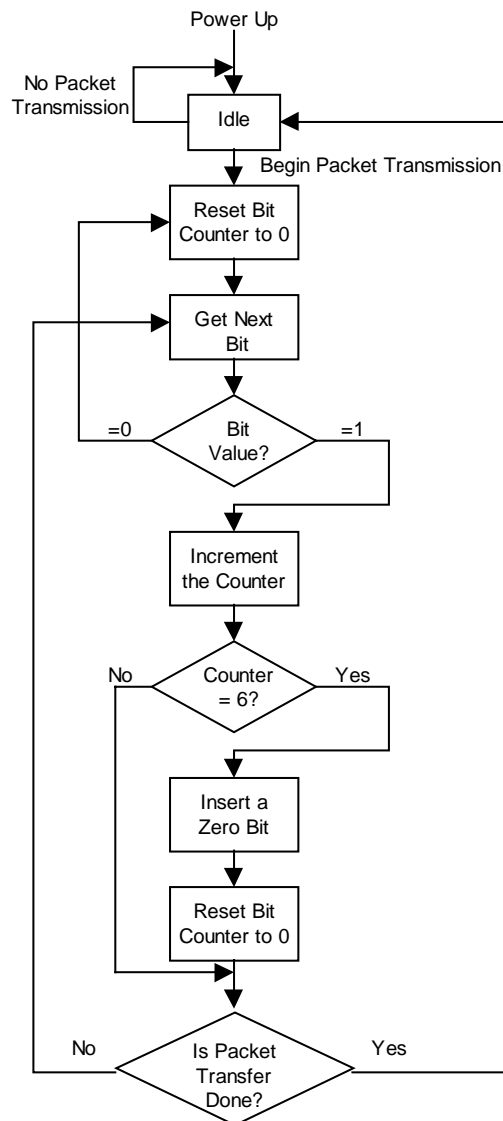 Power Up
No Packet
Transmission
Idle
Begin Packet Transmission
Reset Bit
Counter to 0
Get Next
Bit
=0
Bit
Value?
=1
Increment
the Counter
No
Counter
= 6?
Yes
Insert a
Zero Bit
Reset Bit
Counter to 0
No
Is Packet
Transfer
Done?
Yes